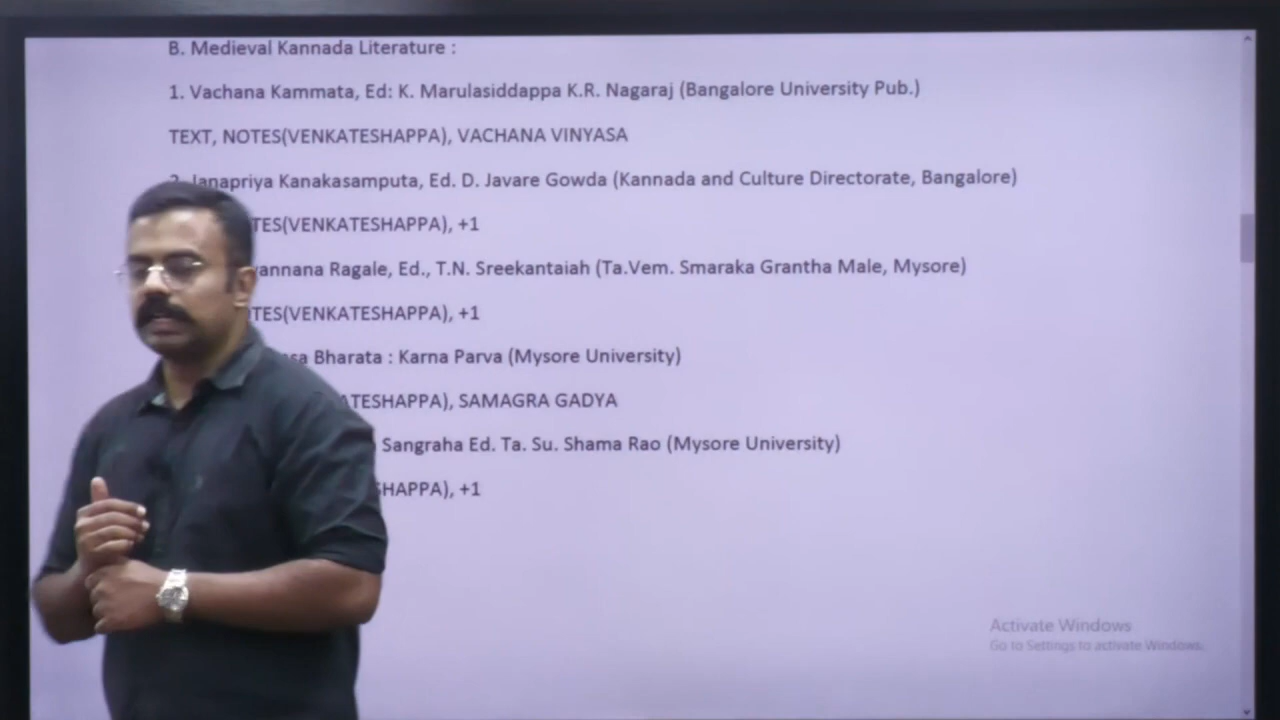 B. Medieval Kannada Literature :
1. Vachana Kammata, Ed: K. Marulasiddappa K.R. Nagaraj (Bangalore University Pub.)
TEXT, NOTES(VENKATESHAPPA), VACHANA VINYASA
2. Janapriya Kanakasamputa, Ed. D. Javare Gowda (Kannada and Culture Directorate, Bangalore)
TES(VENKATESHAPPA), +1
annana Ragale, Ed., T.N. Sreekantaiah (Ta.Vem. Smaraka Grantha Male, Mysore)
TES(VENKATESHAPPA), +1
sa Bharata : Karna Parva (Mysore University)
ATESHAPPA), SAMAGRA GADYA
Sangraha Ed. Ta. Su. Shama Rao (Mysore University)
SHAPPA), +1
Activate Windows
Go to Settings to activate Windows.